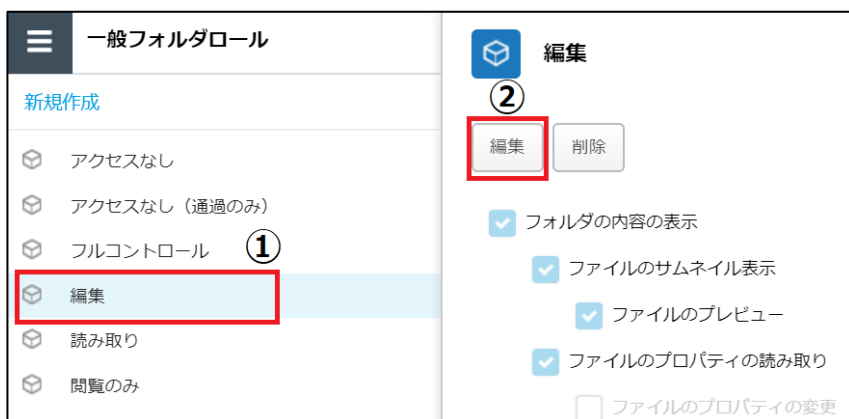 一般フォルダロール
新規作成
アクセスなし
アクセスなし（通過のみ）
フルコントロール
①
編集
読み取り
閲覧のみ
編集
②
編集 削除
フォルダの内容の表示
ファイルのサムネイル表示
ファイルのプレビュー
ファイルのプロパティの読み取り
ファイルのプロパティの変更